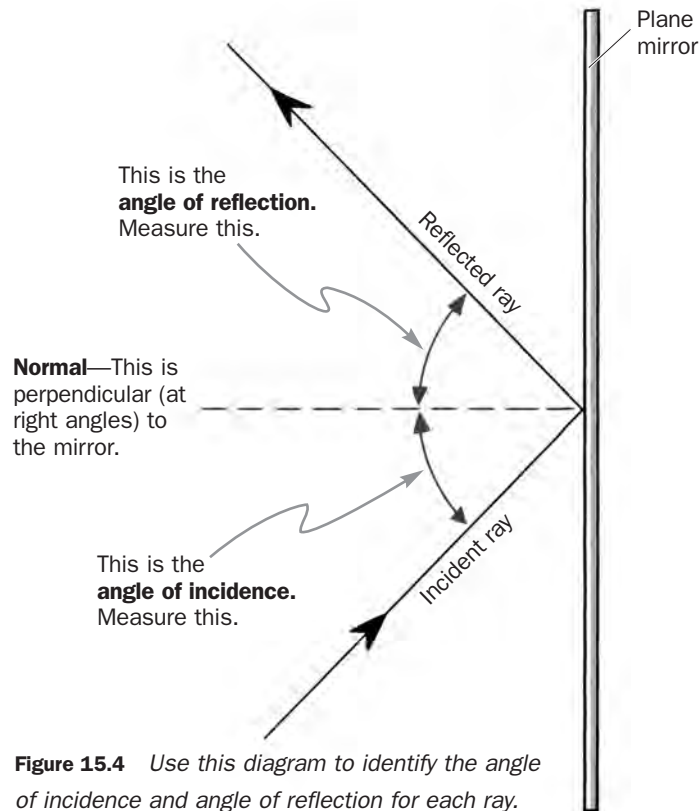 Plane
mirror
This is the
angle of reflection.
Measure this.
Reflected ray
Normal—This is
perpendicular (at
right angles) to
the mirror.
Incident ray
This is the
angle of incidence.
Measure this.
Figure 15.4 Use this diagram to identify the angle
of incidence and angle of reflection for each ray.